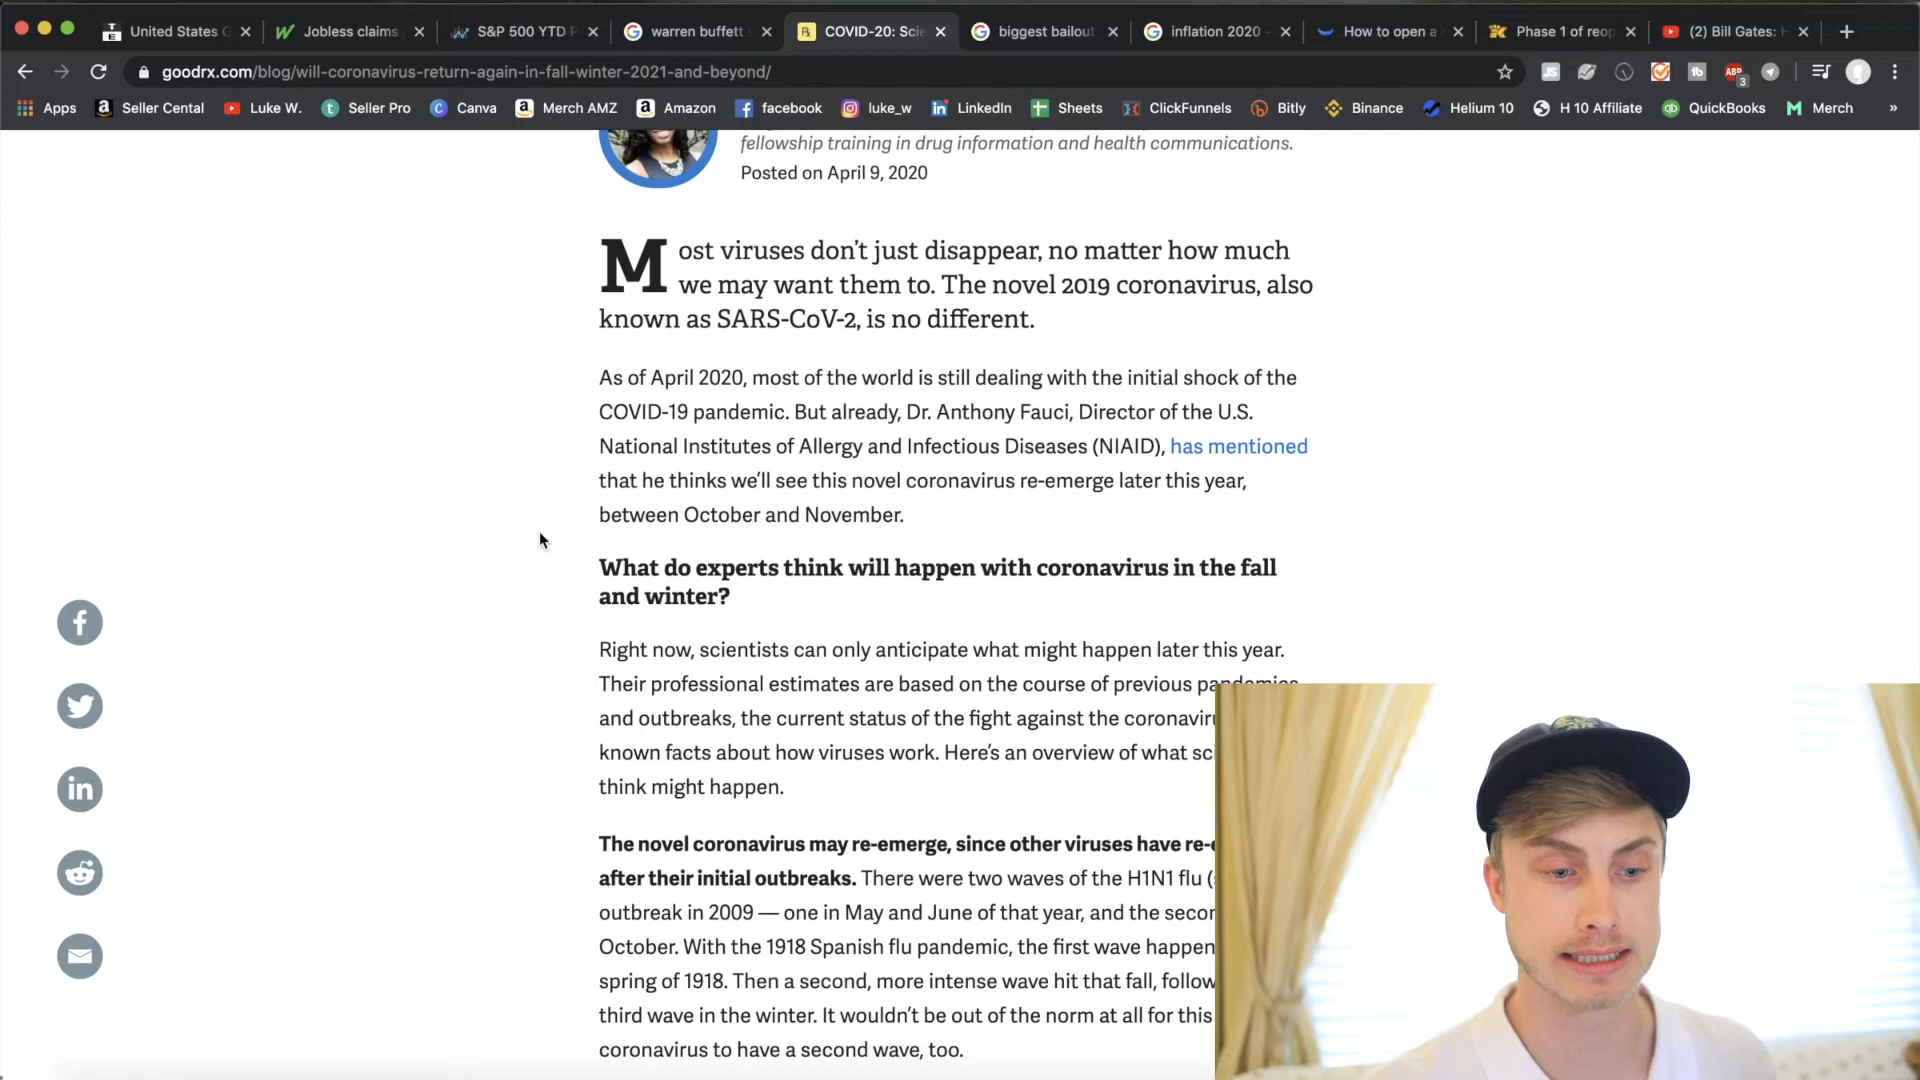 United States
Jobless claims
S&P 500 YTD
warren buffett
COVID-20: Scie
biggest bailout
inflation 2020
How to open a
Phase 1 of reop
(2) Bill Gates:
goodrx.com/blog/will-coronavirus-return-again-in-fall-winter-2021-and-beyond/
ABP
3
Apps
Seller Cental
Luke W.
Seller Pro
Canva
Merch AMZ
Amazon
facebook
luke_w
LinkedIn
Sheets
ClickFunnels
Bitly
Binance
Helium 10
H 10 Affiliate
QuickBooks
Merch
»
fellowship training in drug information and health communications.
Posted on April 9, 2020
Most viruses don't just disappear, no matter how much
we may want them to. The novel 2019 coronavirus, also
known as SARS-CoV-2, is no different.
As of April 2020, most of the world is still dealing with the initial shock of the
COVID-19 pandemic. But already, Dr. Anthony Fauci, Director of the U.S.
National Institutes of Allergy and Infectious Diseases (NIAID), has mentioned
that he thinks we'll see this novel coronavirus re-emerge later this year,
between October and November.
What do experts think will happen with coronavirus in the fall
and winter?
Right now, scientists can only anticipate what might happen later this year.
Their professional estimates are based on the course of previous pandemics
and outbreaks, the current status of the fight against the coronaviru
known facts about how viruses work. Here's an overview of what sci
think might happen.
The novel coronavirus may re-emerge, since other viruses have re-e
after their initial outbreaks. There were two waves of the H1N1 flu (
outbreak in 2009 — one in May and June of that year, and the secon
October. With the 1918 Spanish flu pandemic, the first wave happen
spring of 1918. Then a second, more intense wave hit that fall, follow
third wave in the winter. It wouldn't be out of the norm at all for this
coronavirus to have a second wave, too.